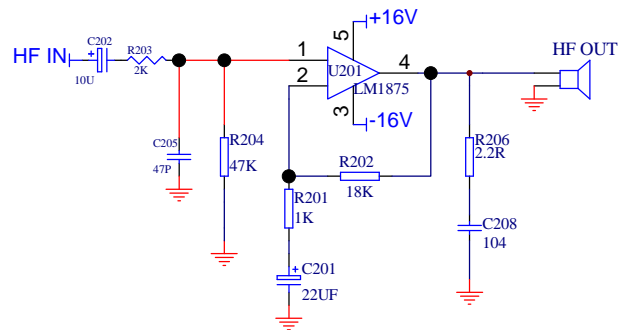 HF IN
C202
+
10U
R203
2K
C205
47P
R204
47K
1
2
5
+16V
U201
LM1875
4
3
-16V
R202
18K
R201
1K
+
C201
22UF
HF OUT
R206
2.2R
C208
104